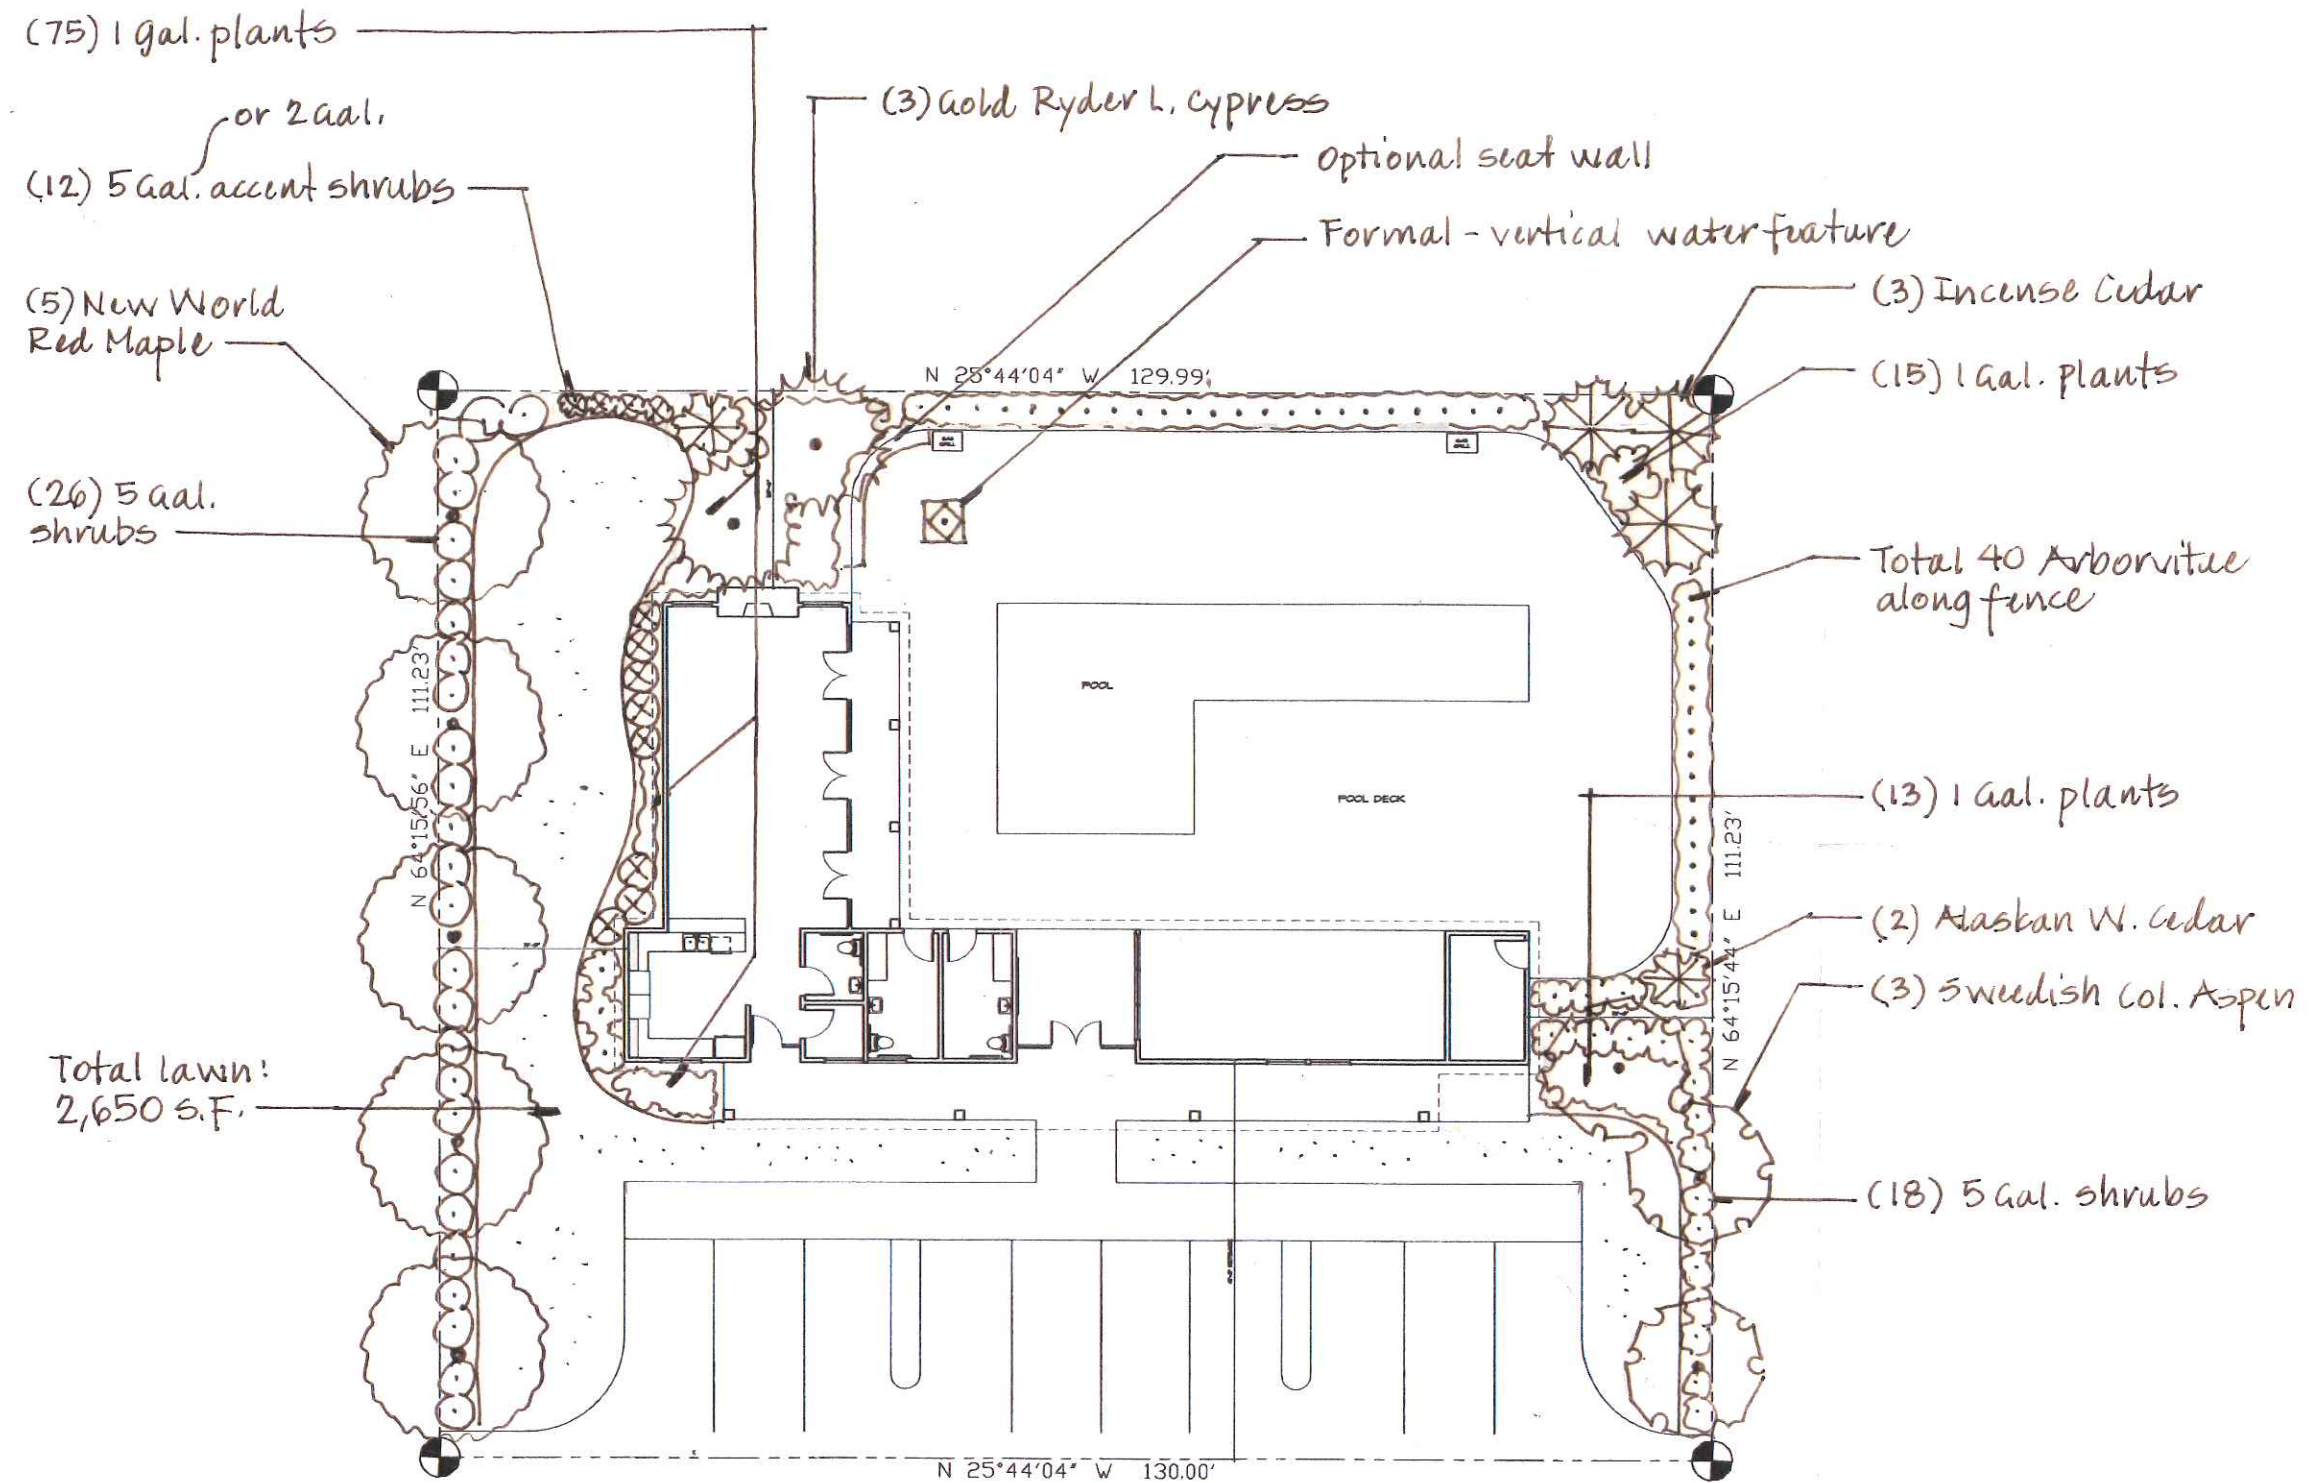 (75) 1 gal. plants
or 2 Gal.
(12) 5 Gal. accent shrubs
(5) New World
Red Maple
(26) 5 Gal.
shrubs
Total lawn:
2,650 S.F.
(3) Gold Ryder L. Cypress
Optional seat wall
Formal - vertical water feature
(3) Incense Cedar
(15) 1 Gal. plants
Total 40 Arborvitae
along fence
(13) 1 Gal. plants
(2) Alaskan W. Cedar
(3) Sweedish Col. Aspen
(18) 5 Gal. shrubs
N 25°44'04" W 129.99'
GAS
GRILL
GAS
GRILL
N 64°15'56" E 111.23'
POOL
POOL DECK
N 64°15'44" E 111.23'
N 25°44'04" W 130.00'